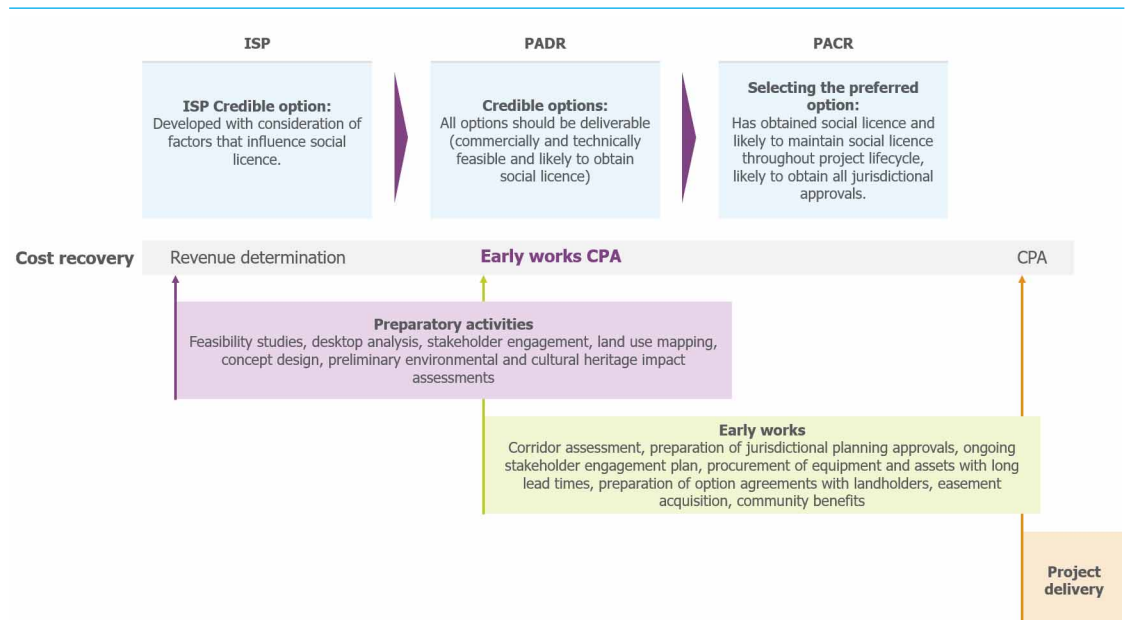 ISP
PADR
PACR
ISP Credible option:
Developed with consideration of
factors that influence social
licence.
Credible options:
All options should be deliverable
(commercially and technically
feasible and likely to obtain
social licence)
Selecting the preferred
option:
Has obtained social licence and
likely to maintain social licence
throughout project lifecycle,
likely to obtain all jurisdictional
approvals.
Cost recovery
Revenue determination
Early works CPA
CPA
Preparatory activities
Feasibility studies, desktop analysis, stakeholder engagement, land use mapping,
concept design, preliminary environmental and cultural heritage impact
assessments
Early works
Corridor assessment, preparation of jurisdictional planning approvals, ongoing
stakeholder engagement plan, procurement of equipment and assets with long
lead times, preparation of option agreements with landholders, easement
acquisition, community benefits
Project
delivery